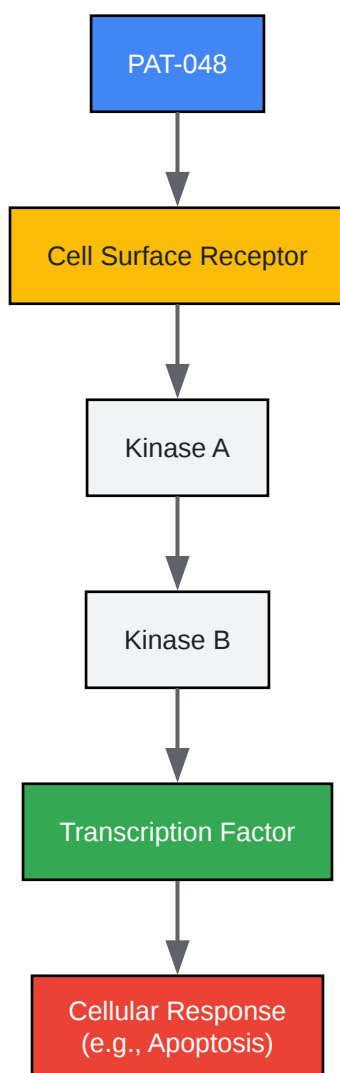 PAT-048
Cell Surface Receptor
Kinase A
Kinase B
Transcription Factor
Cellular Response
(e.g., Apoptosis)